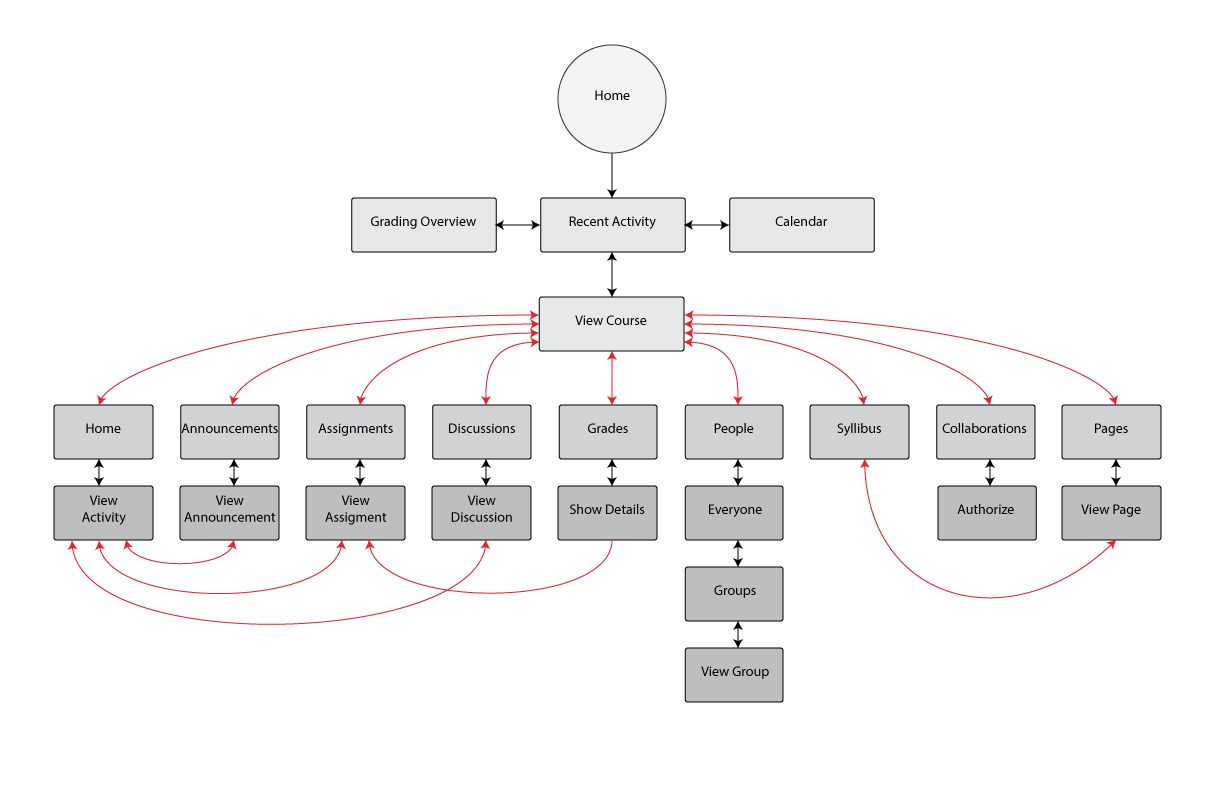 Home
Grading Overview
Recent Activity
Calendar
View Course
Home
Announcements
Assignments
Discussions
Grades
People
Syllibus
Collaborations
Pages
View
Activity
View
Announcement
View
Assigment
View
Discussion
Show Details
Everyone
Authorize
View Page
Groups
View Group